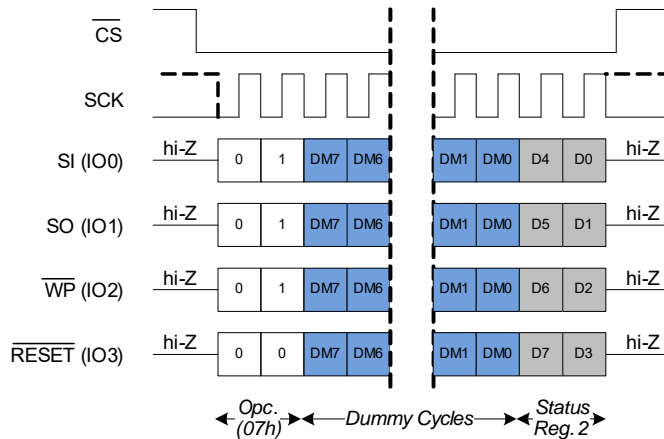 CS
SCK
hi-Z hi-Z
SI (IO0) 0 1 DM7 DM6 DM1 DM0 D4 D0
hi-Z hi-Z
SO (IO1) 0 1 DM7 DM6 DM1 DM0 D5 D1
hi-Z hi-Z
WP (IO2) 0 1 DM7 DM6 DM1 DM0 D6 D2
hi-Z hi-Z
RESET (IO3) 0 0 DM7 DM6 DM1 DM0 D7 D3
Opc. Status
(07h) Dummy Cycles Reg. 2